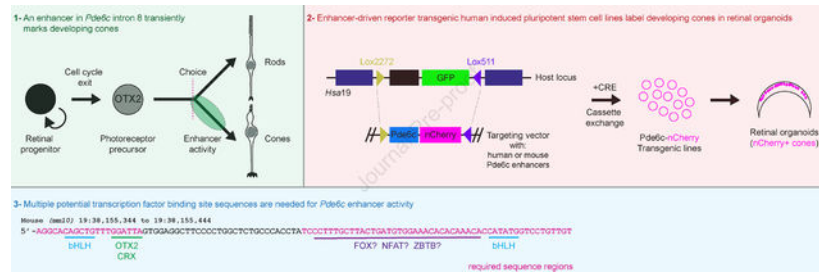 1- An enhancer in Pde6c intron 8 transiently
marks developing cones
Cell cycle
exit
Choice
Rods
OTX2
Retinal
progenitor
Photoreceptor
precursor
Enhancer
activity
Cones
2- Enhancer-driven reporter transgenic human induced pluripotent stem cell lines label developing cones in retinal organoids
Lox2272
Lox511
GFP
Host locus
Hsa19
+CRE
Cassette
exchange
Pde6c
nCherry
Targeting vector
with:
human or mouse
Pde6c enhancers
Pde6c-nCherry
Transgenic lines
Retinal organoids
(nCherry+ cones)
Journal Pre-pro
3- Multiple potential transcription factor binding site sequences are needed for Pde6c enhancer activity
Mouse (mm10) 19:38,155,344 to 19:38,155,444
5'-AGGCACAGCTGTTTGGATTAGTGGAGGCTTCCCCTGGCTCTGCCCACCTATCCCTTTGCTTACTGATGTGGAAACACACAAACACCATATGGTCCTGTTGT
bHLH
OTX2
CRX
FOX? NFAT? ZBTB?
bHLH
required sequence regions